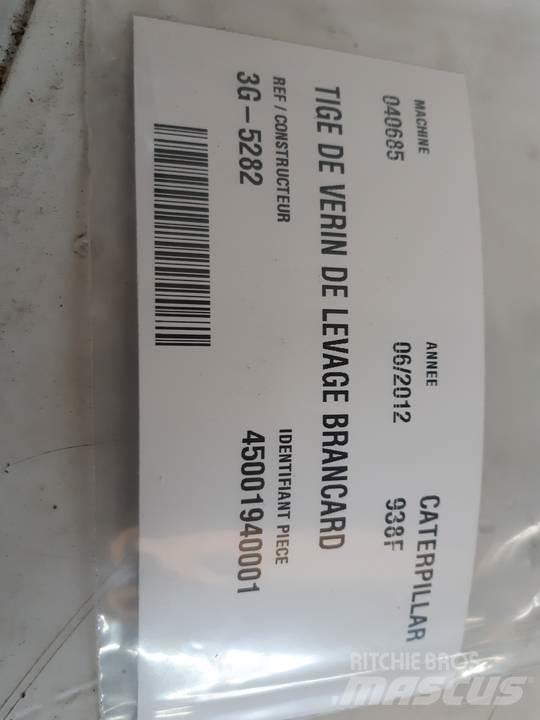 CATERPILLAR
MACHINE ANNEE
040685 06/2012 938F
TIGE DE VERIN DE LEVAGE BRANCARD
REF / CONSTRUCTEUR IDENTIFIANT PIECE
3G-5282 45001940001
RITCHIE BROS.
MASCUS